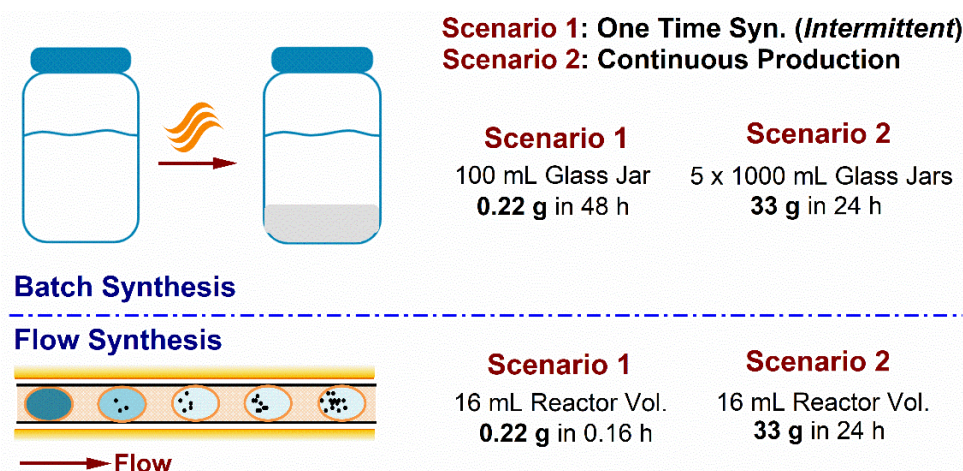 Scenario 1: One Time Syn. (Intermittent)
Scenario 2: Continuous Production
Scenario 1
100 mL Glass Jar
0.22 g in 48 h
Scenario 2
5 x 1000 mL Glass Jars
33 g in 24 h
Batch Synthesis
Flow Synthesis
Scenario 1
16 mL Reactor Vol.
0.22 g in 0.16 h
Scenario 2
16 mL Reactor Vol.
33 g in 24 h
Flow